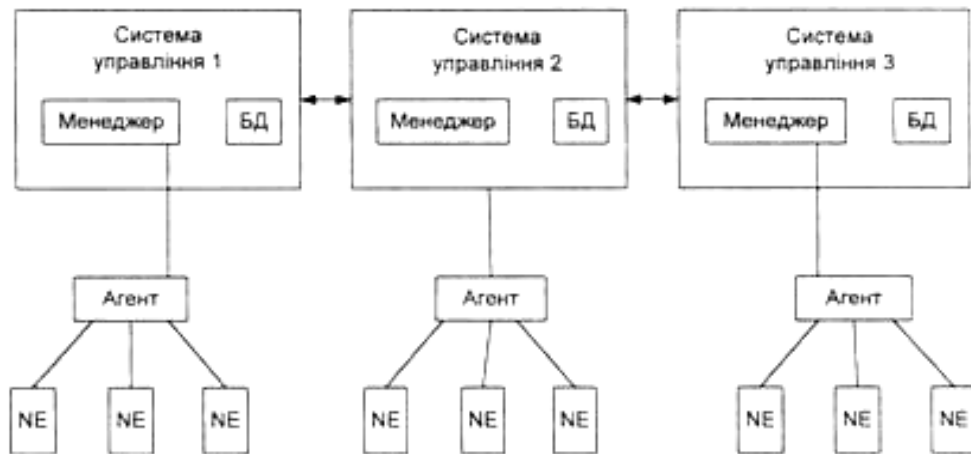 Система
управління 1
Менеджер
БД
Система
управління 2
Менеджер
БД
Система
управління 3
Менеджер
БД
Агент
Агент
Агент
NE
NE
NE
NE
NE
NE
NE
NE
NE